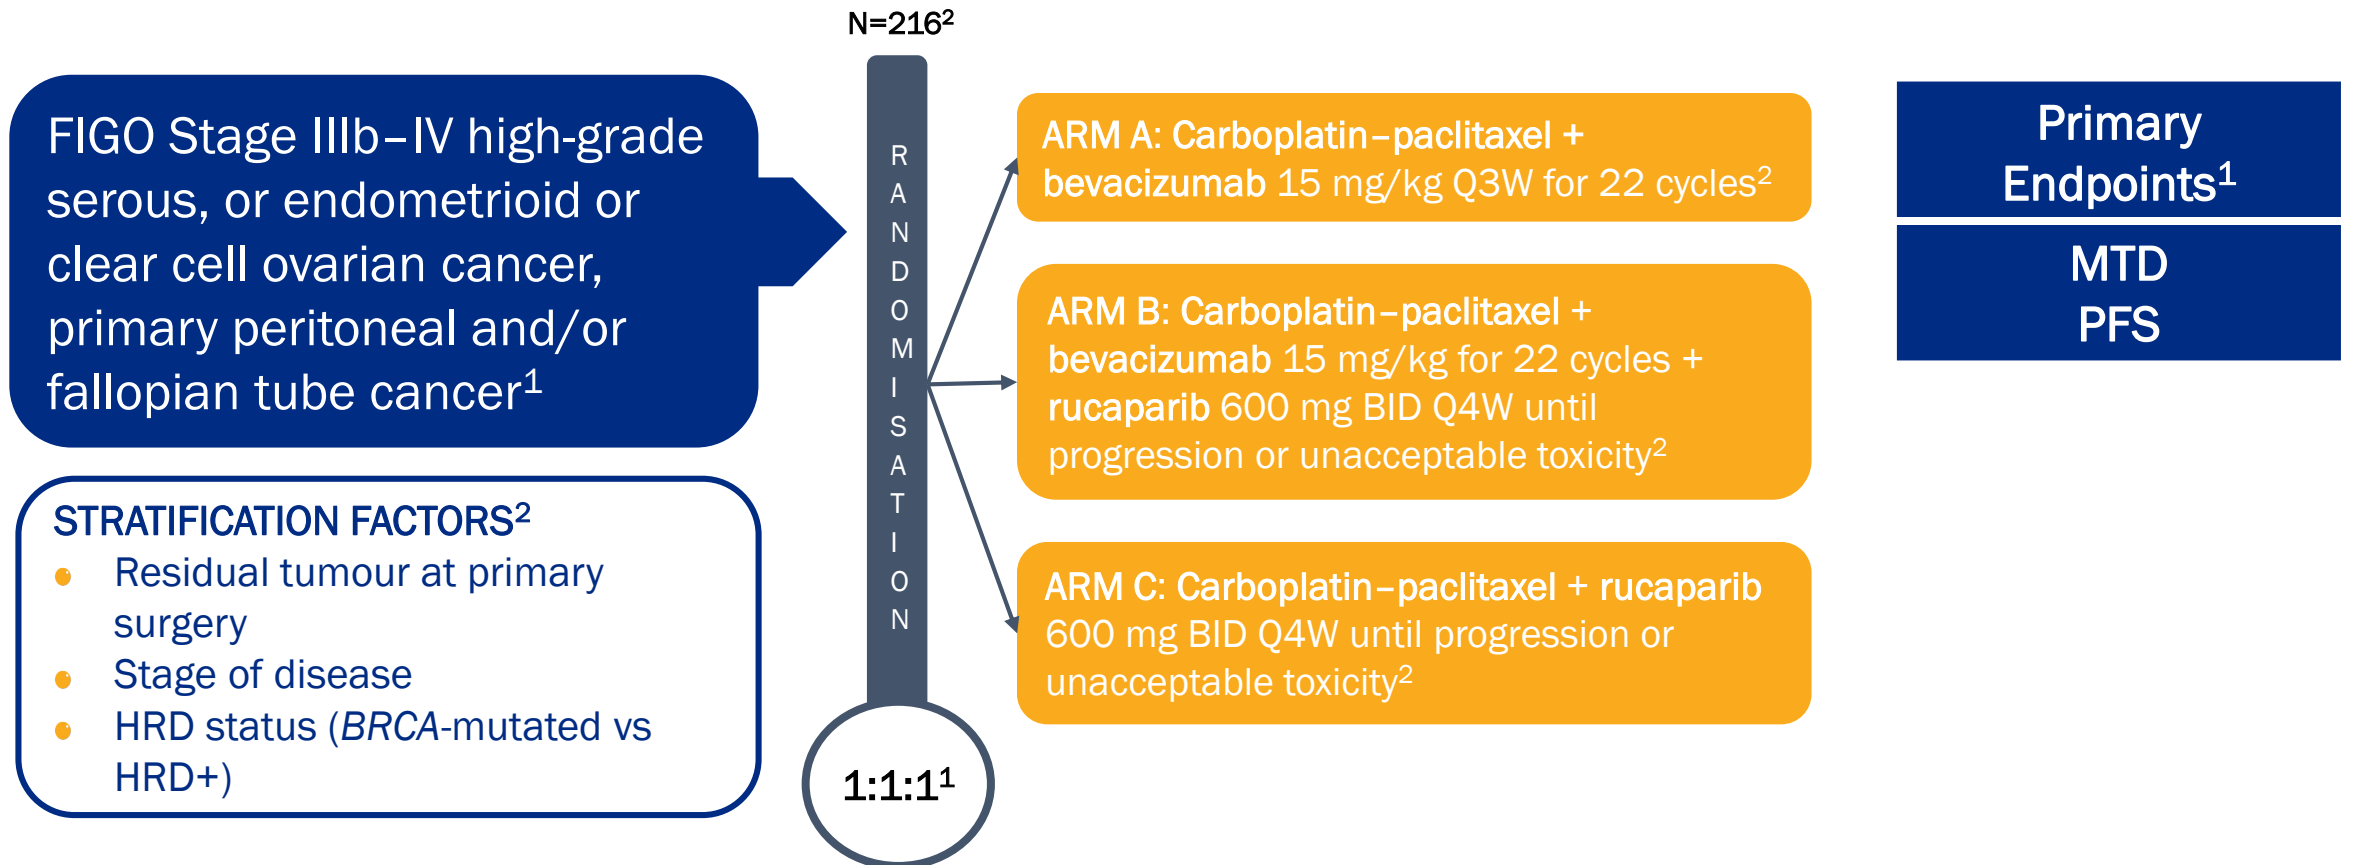 N=216²
FIGO Stage IIIb–IV high-grade
serous, or endometrioid or
clear cell ovarian cancer,
primary peritoneal and/or
fallopian tube cancer¹
STRATIFICATION FACTORS²
Residual tumour at primary
surgery
Stage of disease
HRD status (BRCA-mutated vs
HRD+)
RANDOMISATION
1:1:1¹
ARM A: Carboplatin–paclitaxel +
bevacizumab 15 mg/kg Q3W for 22 cycles²
ARM B: Carboplatin–paclitaxel +
bevacizumab 15 mg/kg for 22 cycles +
rucaparib 600 mg BID Q4W until
progression or unacceptable toxicity²
ARM C: Carboplatin–paclitaxel + rucaparib
600 mg BID Q4W until progression or
unacceptable toxicity²
Primary
Endpoints¹
MTD
PFS